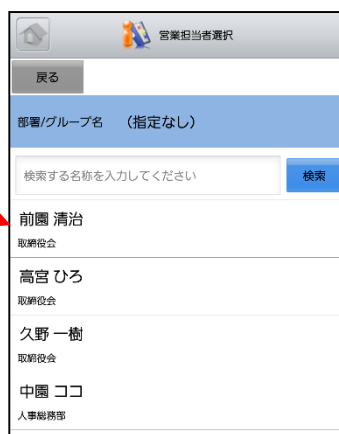 営業担当者選択
戻る
部署/グループ名 （指定なし）
検索する名称を入力してください 検索
前園 清治
取締役会
高宮 ひろ
取締役会
久野 一樹
取締役会
中園 ココ
人事総務部